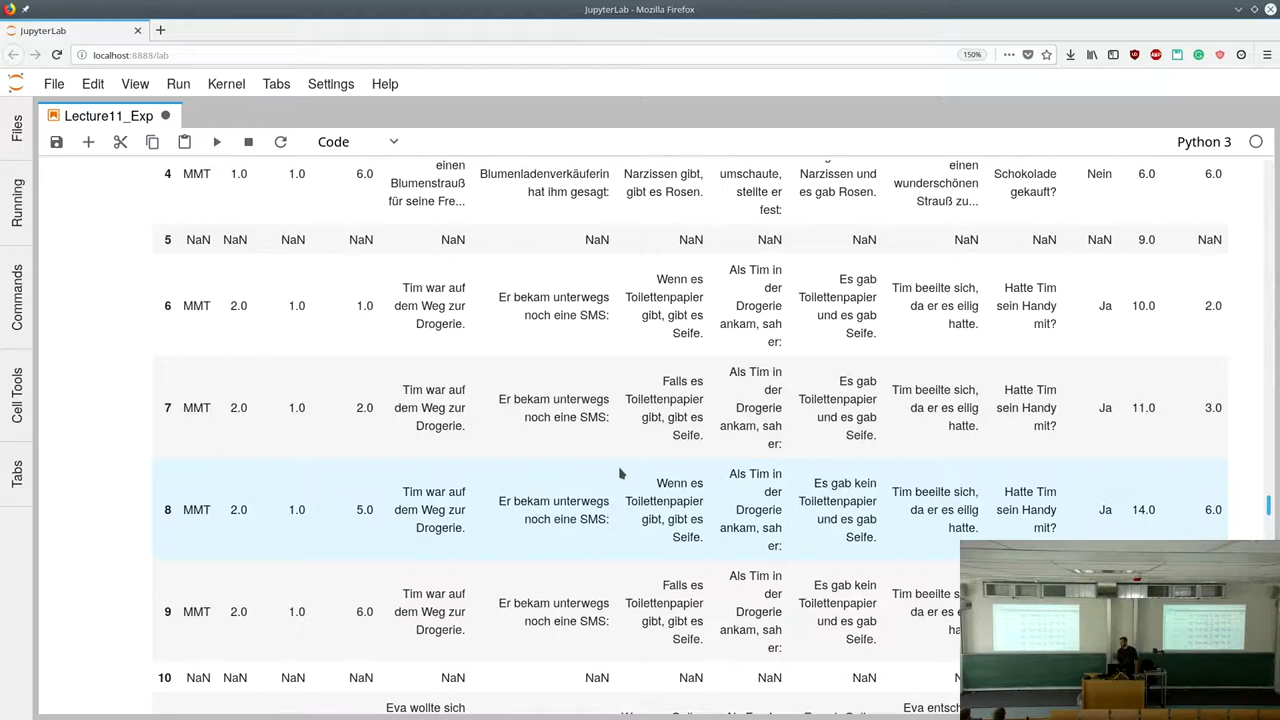 JupyterLab - Mozilla Firefox
JupyterLab
localhost:8888/lab
150%
File Edit View Run Kernel Tabs Settings Help
Lecture11_Exp
Code
Python 3
Files
Running
Commands
Cell Tools
Tabs
4 MMT 1.0 1.0 6.0 einen Blumenstrauß für seine Fre... Blumenladenverkäuferin hat ihm gesagt: Narzissen gibt, gibt es Rosen. umschaute, stellte er fest: Narzissen und es gab Rosen. einen wunderschönen Strauß zu... Schokolade gekauft? Nein 6.0 6.0
5 NaN NaN NaN NaN NaN NaN NaN NaN NaN NaN NaN NaN 9.0 NaN
6 MMT 2.0 1.0 1.0 Tim war auf dem Weg zur Drogerie. Er bekam unterwegs noch eine SMS: Wenn es Toilettenpapier gibt, gibt es Seife. Als Tim in der Drogerie ankam, sah er: Es gab Toilettenpapier und es gab Seife. Tim beeilte sich, da er es eilig hatte. Hatte Tim sein Handy mit? Ja 10.0 2.0
7 MMT 2.0 1.0 2.0 Tim war auf dem Weg zur Drogerie. Er bekam unterwegs noch eine SMS: Falls es Toilettenpapier gibt, gibt es Seife. Als Tim in der Drogerie ankam, sah er: Es gab Toilettenpapier und es gab Seife. Tim beeilte sich, da er es eilig hatte. Hatte Tim sein Handy mit? Ja 11.0 3.0
8 MMT 2.0 1.0 5.0 Tim war auf dem Weg zur Drogerie. Er bekam unterwegs noch eine SMS: Wenn es Toilettenpapier gibt, gibt es Seife. Als Tim in der Drogerie ankam, sah er: Es gab kein Toilettenpapier und es gab Seife. Tim beeilte sich, da er es eilig hatte. Hatte Tim sein Handy mit? Ja 14.0 6.0
9 MMT 2.0 1.0 6.0 Tim war auf dem Weg zur Drogerie. Er bekam unterwegs noch eine SMS: Falls es Toilettenpapier gibt, gibt es Seife. Als Tim in der Drogerie ankam, sah er: Es gab kein Toilettenpapier und es gab Seife. Tim beeilte s da er es e
10 NaN NaN NaN NaN NaN NaN NaN NaN NaN
Eva wollte sich Eva entsch